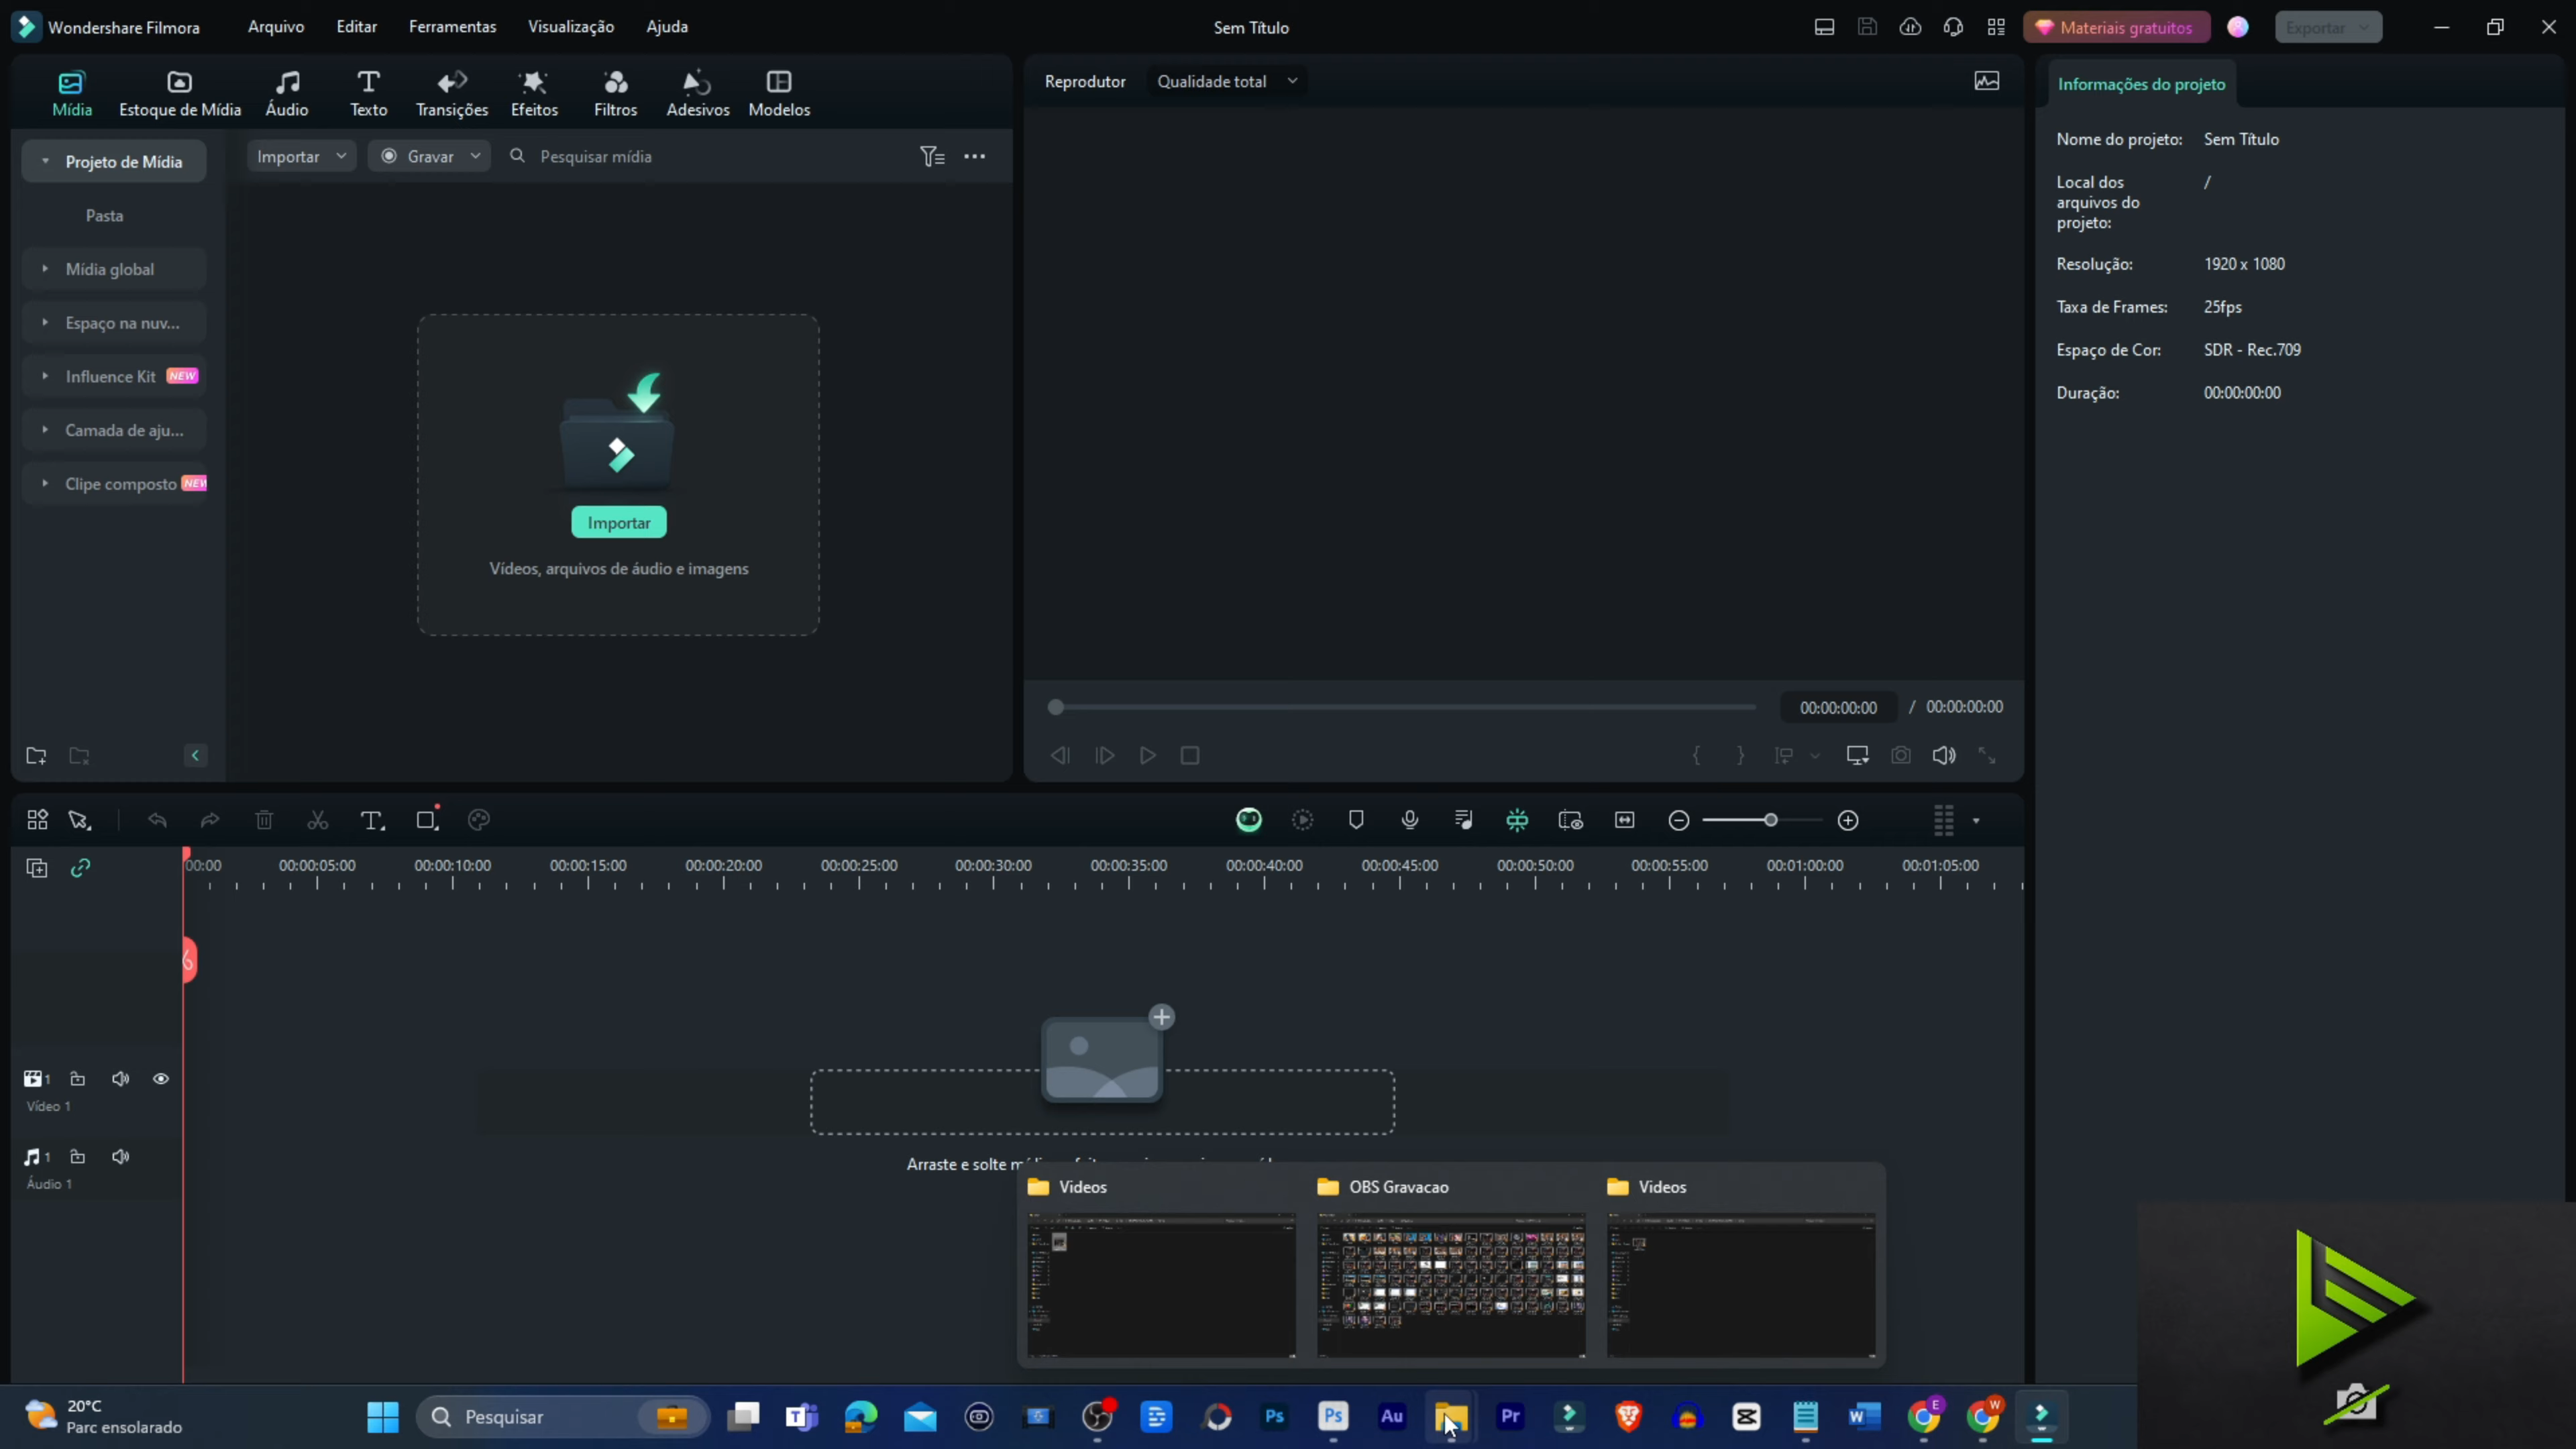 Wondershare Filmora
Arquivo
Editar
Ferramentas
Visualização
Ajuda
Sem Título
Materiais gratuitos
Exportar
Mídia
Estoque de Mídia
Áudio
Texto
Transições
Efeitos
Filtros
Adesivos
Modelos
Projeto de Mídia
Pasta
Mídia global
Espaço na nuv...
Influence Kit NEW
Camada de aju...
Clipe composto NEW
Importar
Gravar
Pesquisar mídia
Importar
Vídeos, arquivos de áudio e imagens
Reprodutor
Qualidade total
00:00:00:00 / 00:00:00:00
Informações do projeto
Nome do projeto: Sem Título
Local dos /
arquivos do
projeto:
Resolução: 1920 x 1080
Taxa de Frames: 25fps
Espaço de Cor: SDR - Rec.709
Duração: 00:00:00:00
00:00 00:00:05:00 00:00:10:00 00:00:15:00 00:00:20:00 00:00:25:00 00:00:30:00 00:00:35:00 00:00:40:00 00:00:45:00 00:00:50:00 00:00:55:00 00:01:00:00 00:01:05:00
1
Vídeo 1
1
Áudio 1
Arraste e solte
Videos
OBS Gravacao
Videos
20°C
Parc ensolarado
Pesquisar
Ps
Ps
Au
Pr
E
W